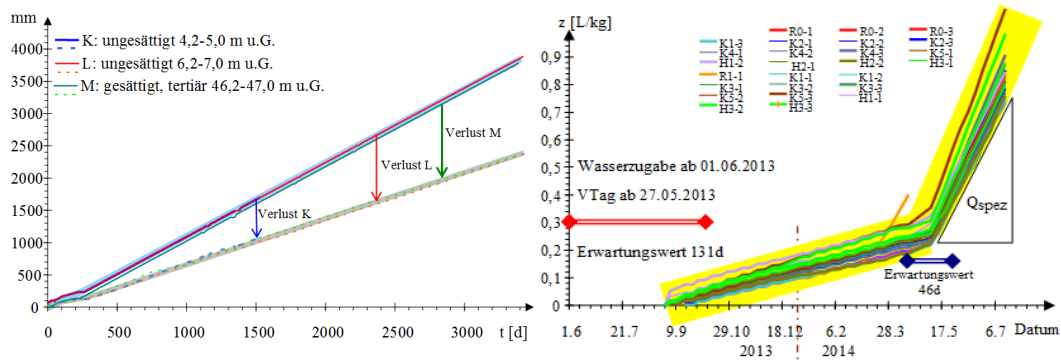 mm
4500
4000
3500
3000
2500
2000
1500
1000
500
0
0 500 1000 1500 2000 2500 3000 t [d]
K: ungesättigt 4,2-5,0 m u.G.
L: ungesättigt 6,2-7,0 m u.G.
M: gesättigt, tertiär 46,2-47,0 m u.G.
Verlust K
Verlust L
Verlust M
z [L/kg]
0,9
0,8
0,7
0,6
0,5
0,4
0,3
0,2
0,1
0
R0-1 R0-2 R0-3
K1-3 K2-1 K2-2 K2-3
K4-1 K4-2 K4-3 K5-1
H1-2 H2-1 H2-2 H3-1
R1-1 K1-1 K1-2
K3-1 K3-2 K3-3
K5-2 K5-3 H1-1
H3-2 H3-3
Wasserzugabe ab 01.06.2013
VTag ab 27.05.2013
Erwartungswert 131d
Qspez
Erwartungswert
46d
1.6 21.7 9.9 29.10 18.12 6.2 28.3 17.5 6.7 Datum
2013 2014